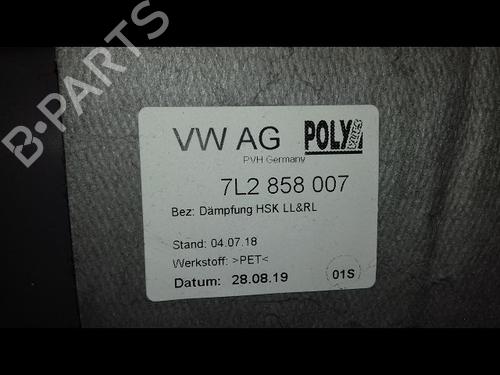 B-PARTS
VW AG POLY
PVH Germany
7L2 858 007
Bez: Dämpfung HSK LL&RL
Stand: 04.07.18
Werkstoff: >PET<
Datum: 28.08.19 01S